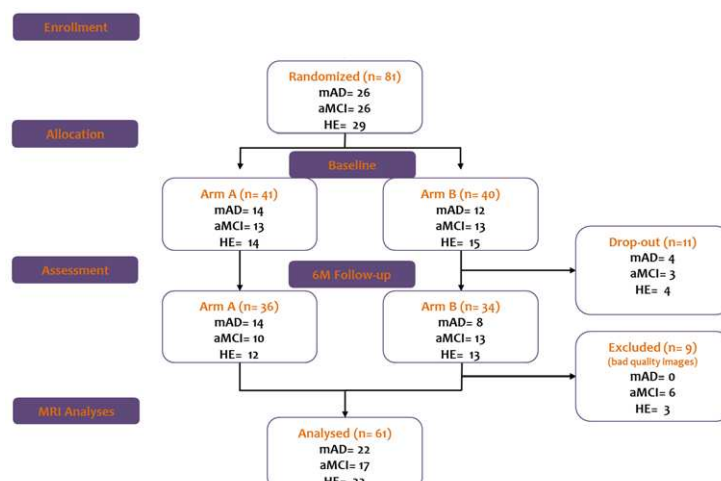 Enrollment
Randomized (n= 81)
mAD= 26
aMCI= 26
HE= 29
Allocation
Baseline
Arm A (n= 41)
mAD= 14
aMCI= 13
HE= 14
Arm B (n= 40)
mAD= 12
aMCI= 13
HE= 15
Drop-out (n=11)
mAD= 4
aMCI= 3
HE= 4
Assessment
6M Follow-up
Arm A (n= 36)
mAD= 14
aMCI= 10
HE= 12
Arm B (n= 34)
mAD= 8
aMCI= 13
HE= 13
Excluded (n= 9)
(bad quality images)
mAD= 0
aMCI= 6
HE= 3
MRI Analyses
Analysed (n= 61)
mAD= 22
aMCI= 17